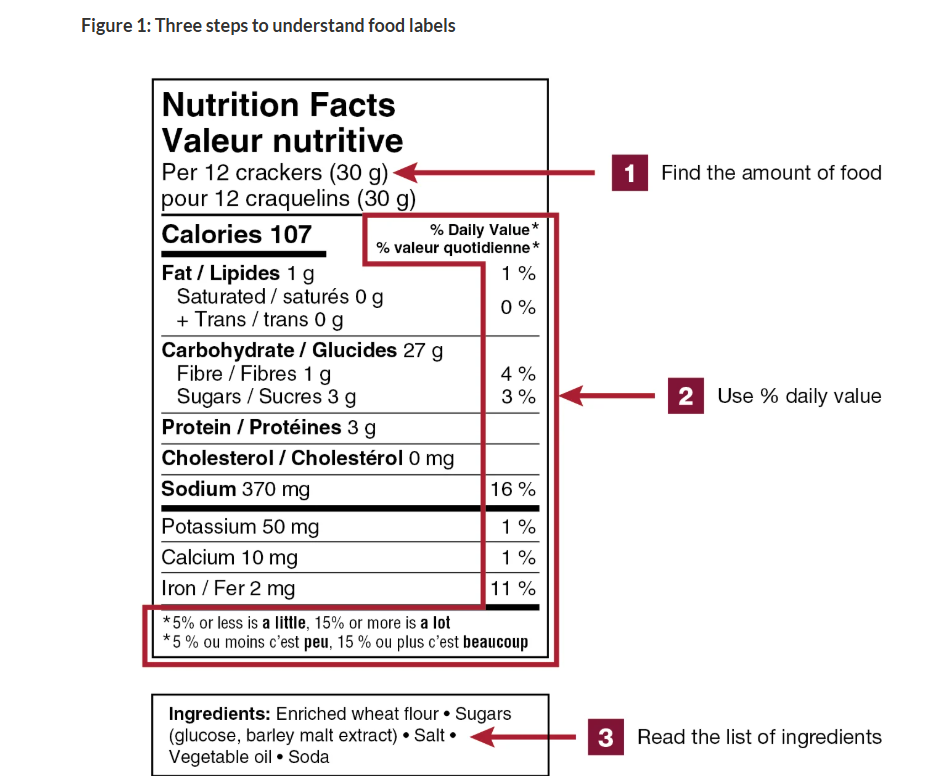 Figure 1: Three steps to understand food labels
Nutrition Facts
Valeur nutritive
Per 12 crackers (30 g)
pour 12 craquelins (30 g)
1 Find the amount of food
Calories 107
% Daily Value*
% valeur quotidienne*
Fat / Lipides 1 g 1 %
Saturated / saturés 0 g
+ Trans / trans 0 g
0 %
Carbohydrate / Glucides 27 g
Fibre / Fibres 1 g 4 %
Sugars / Sucres 3 g 3 %
2 Use % daily value
Protein / Protéines 3 g
Cholesterol / Cholestérol 0 mg
Sodium 370 mg 16 %
Potassium 50 mg 1 %
Calcium 10 mg 1 %
Iron / Fer 2 mg 11 %
*5% or less is a little, 15% or more is a lot
*5 % ou moins c'est peu, 15 % ou plus c'est beaucoup
Ingredients: Enriched wheat flour • Sugars
(glucose, barley malt extract) • Salt •
Vegetable oil • Soda
3 Read the list of ingredients